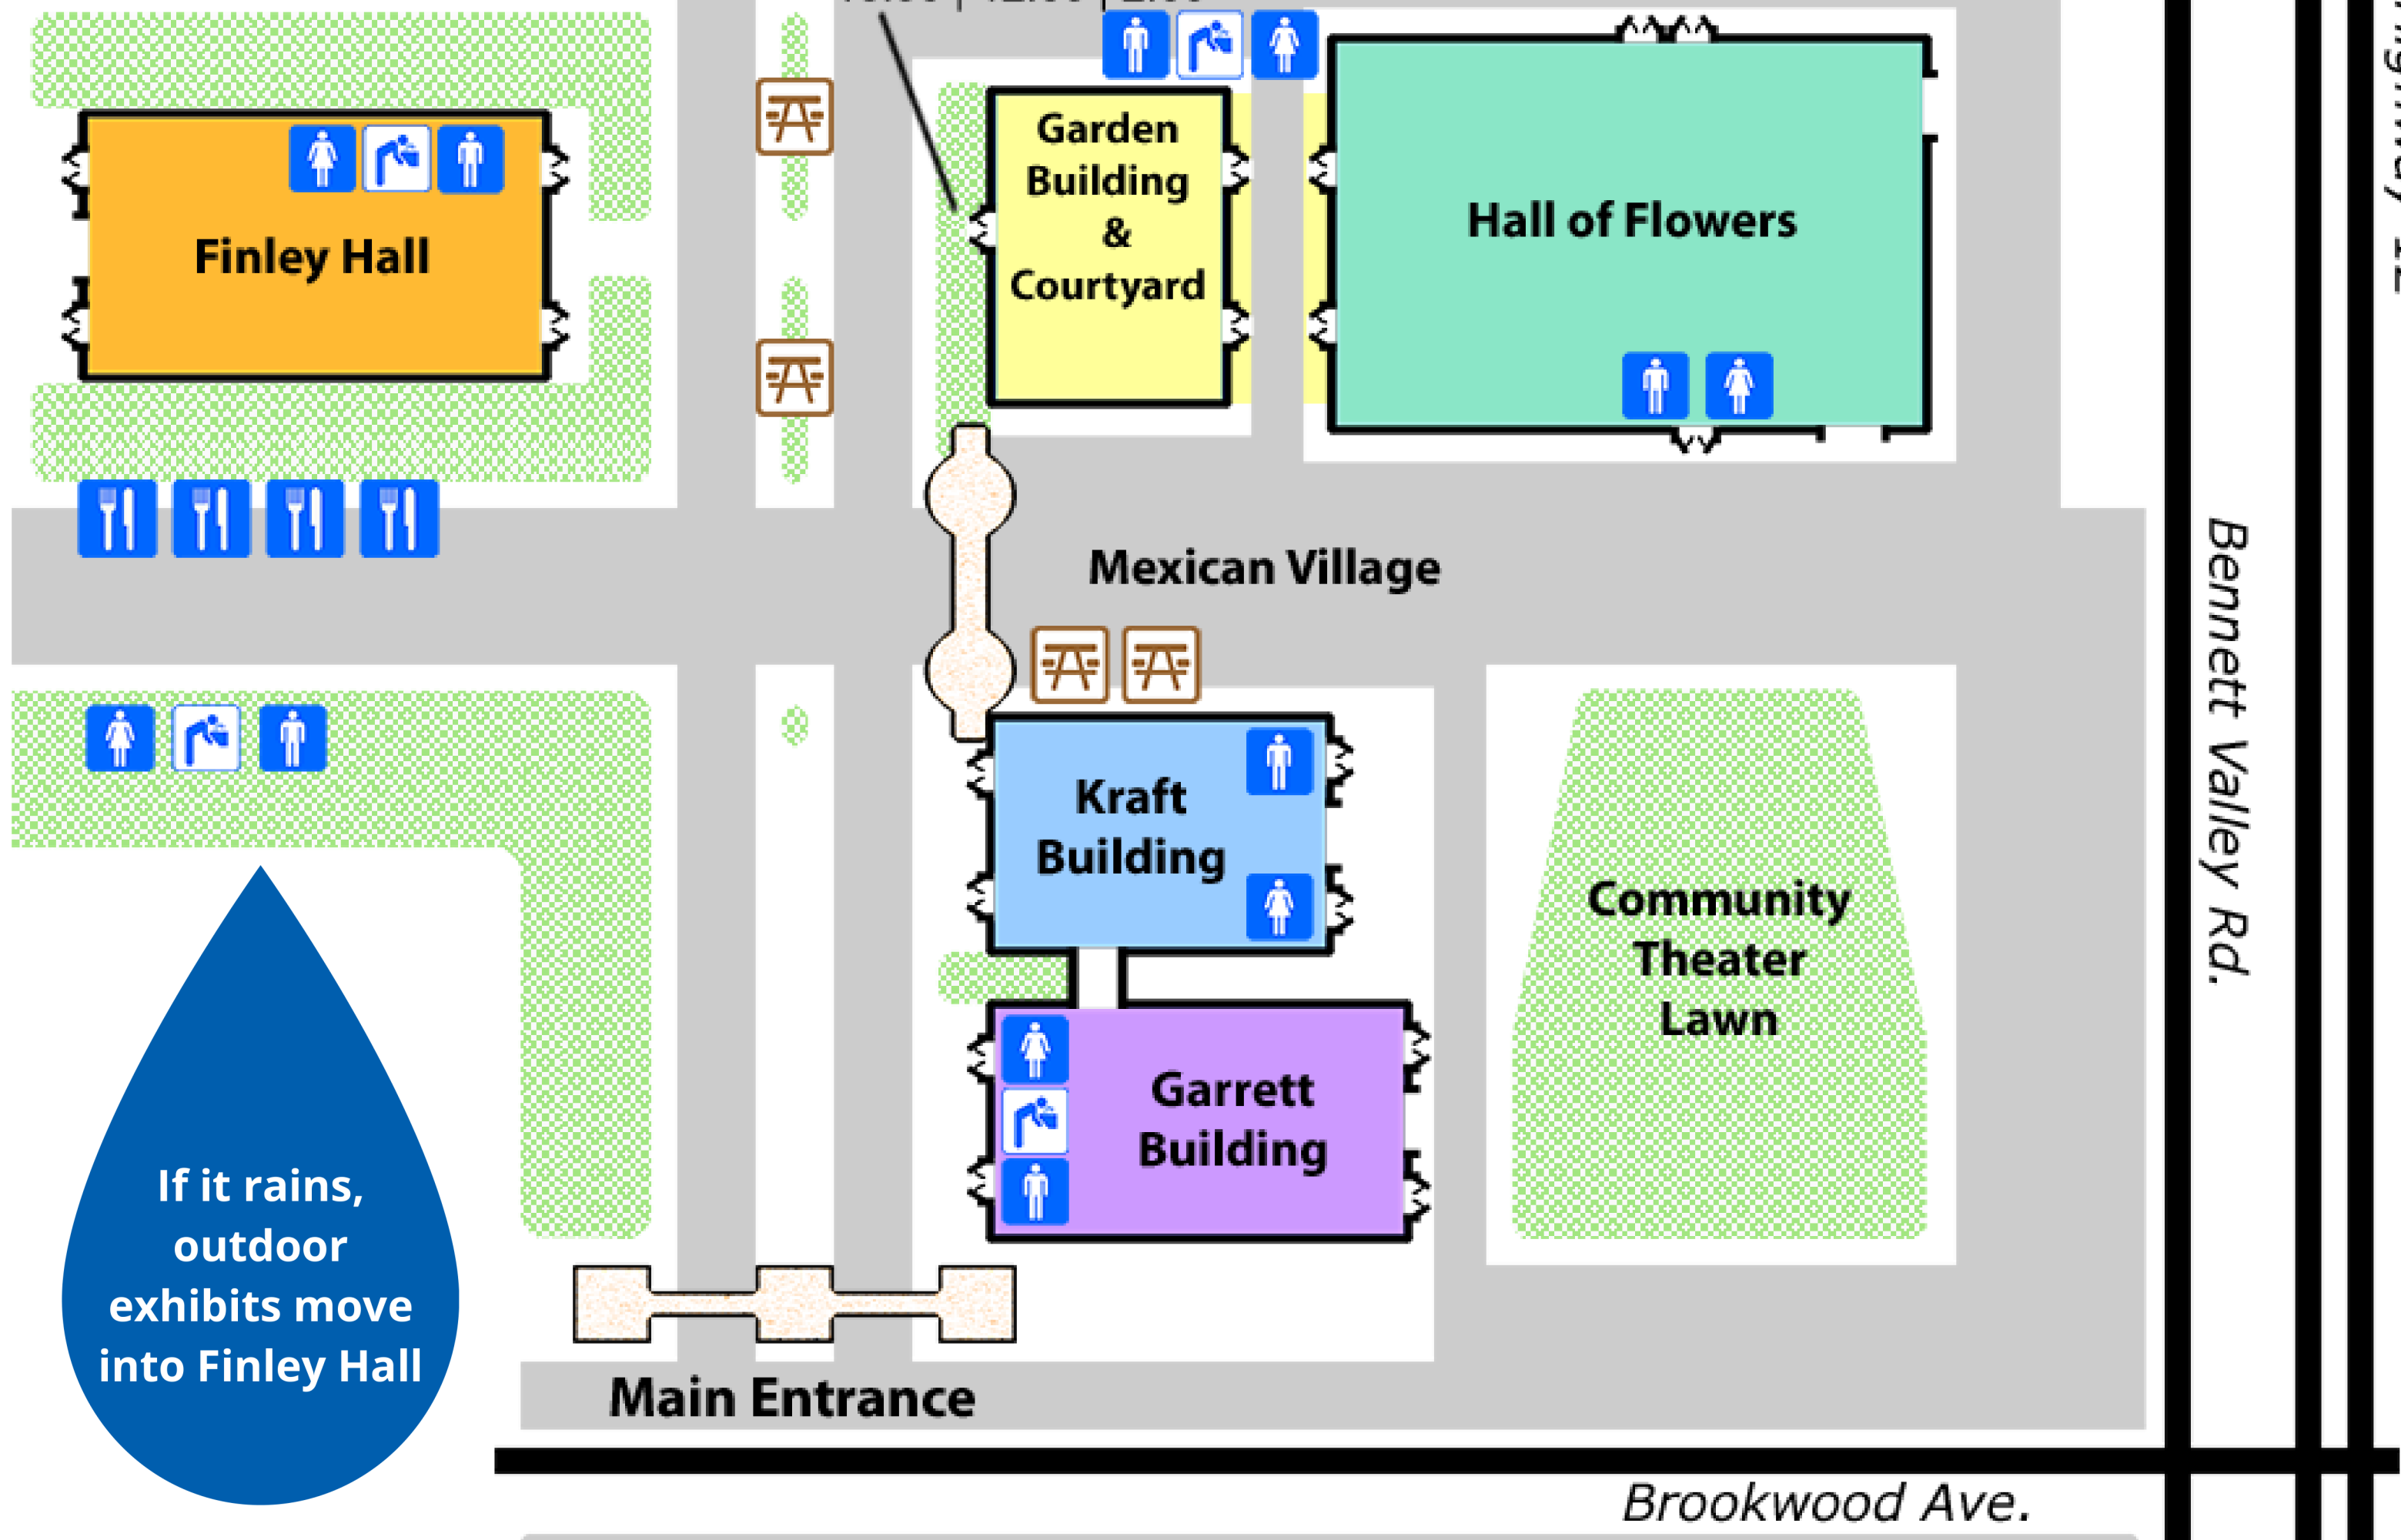 Garden
Building
&
Courtyard
Hall of Flowers
Finley Hall
Mexican Village
Kraft
Building
Community
Theater
Lawn
Garrett
Building
Bennett Valley Rd.
If it rains,
outdoor
exhibits move
into Finley Hall
Main Entrance
Brookwood Ave.